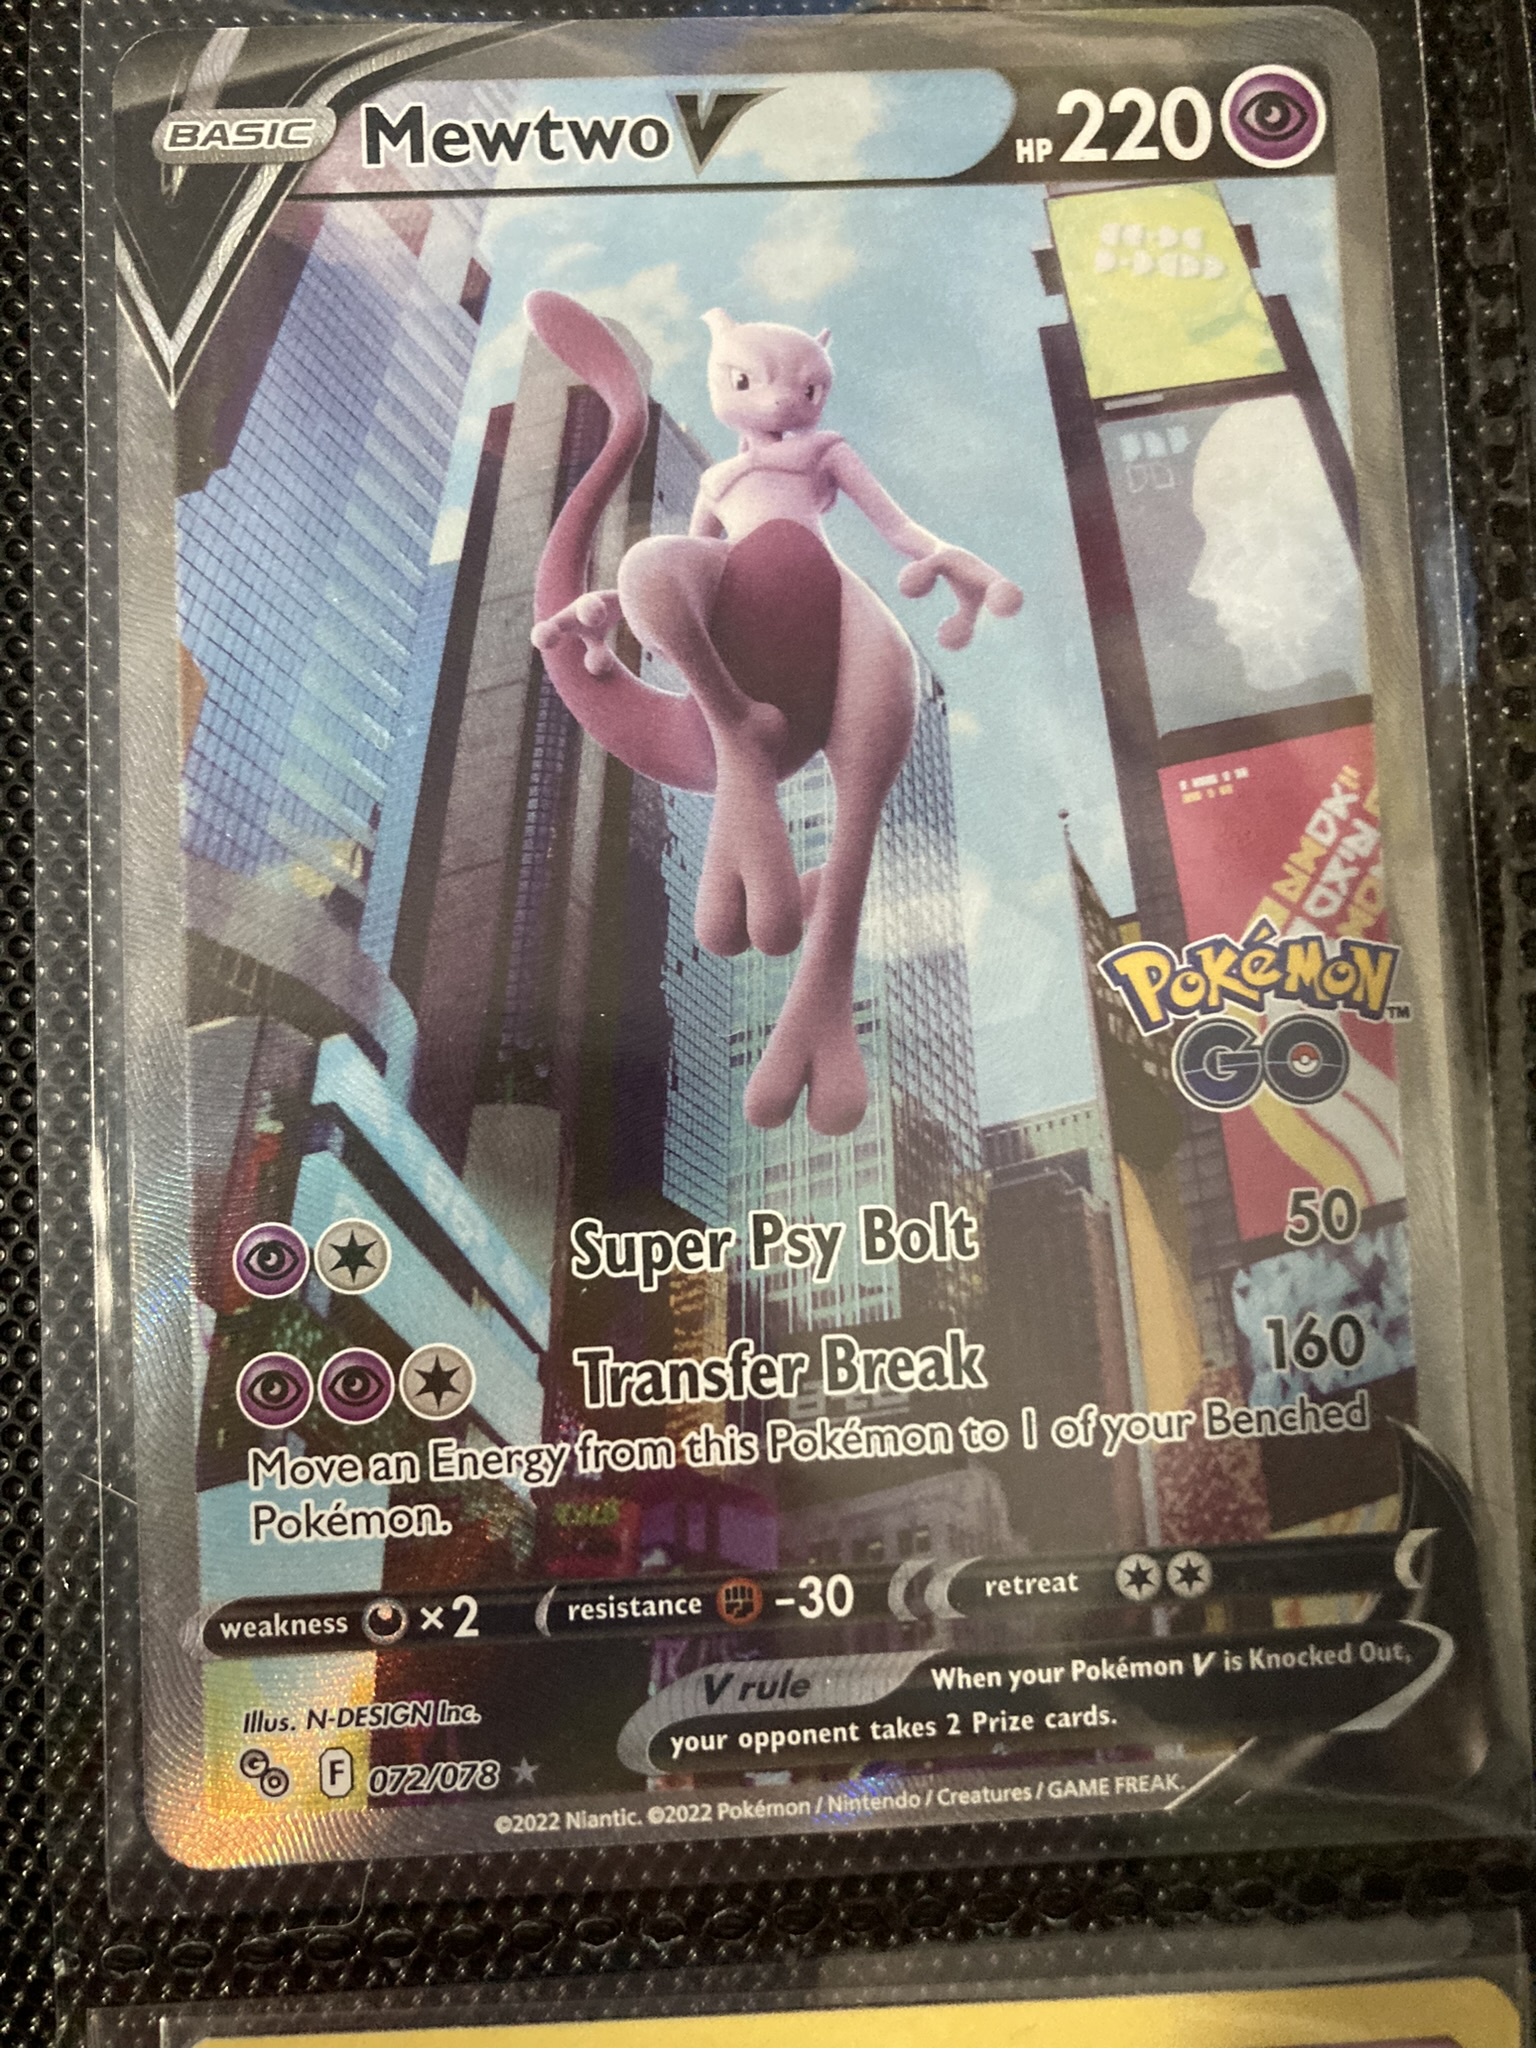 BASIC Mewtwo V HP 220
POKéMON™
GO
Super Psy Bolt 50
Transfer Break 160
Move an Energy from this Pokémon to 1 of your Benched
Pokémon.
weakness ×2 resistance -30 retreat
V rule When your Pokémon V is Knocked Out,
your opponent takes 2 Prize cards.
Illus. N-DESIGN Inc.
GO F 072/078
©2022 Niantic. ©2022 Pokémon / Nintendo / Creatures / GAME FREAK.